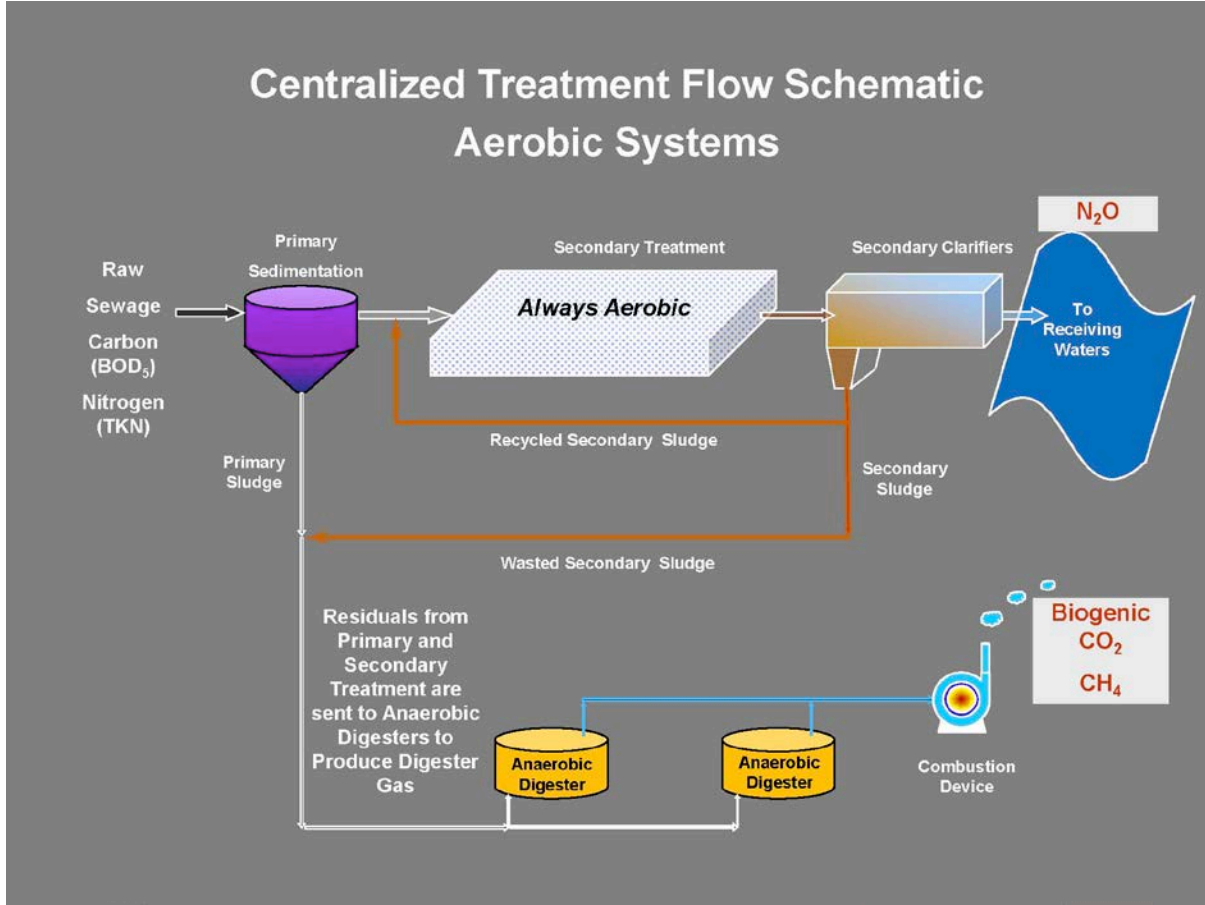 Centralized Treatment Flow Schematic
Aerobic Systems
N₂O
Primary
Sedimentation
Secondary Treatment
Secondary Clarifiers
Raw
Sewage
Carbon
(BOD₅)
Nitrogen
(TKN)
Always Aerobic
To
Receiving
Waters
Recycled Secondary Sludge
Primary
Sludge
Secondary
Sludge
Wasted Secondary Sludge
Residuals from
Primary and
Secondary
Treatment are
sent to Anaerobic
Digesters to
Produce Digester
Gas
Anaerobic
Digester
Anaerobic
Digester
Combustion
Device
Biogenic
CO₂
CH₄